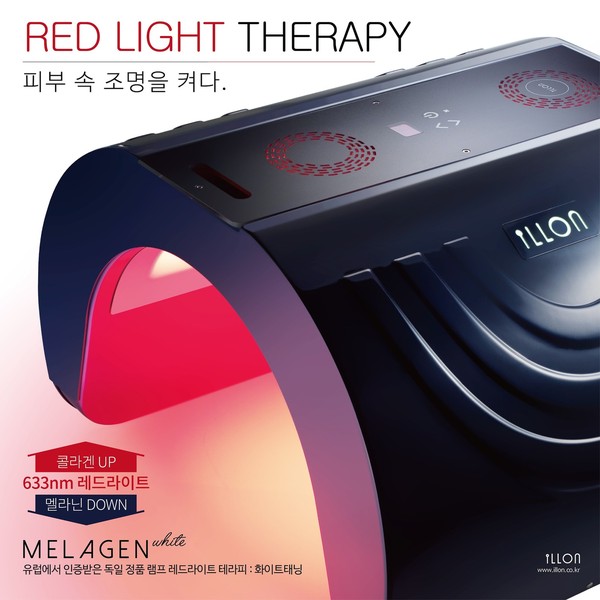 RED LIGHT THERAPY
피부 속 조명을 켜다.
illon
illon
콜라겐 UP
633nm 레드라이트
멜라닌 DOWN
MELAGEN white
유럽에서 인증받은 독일 정품 램프 레드라이트 테라피 : 화이트태닝
illon
www.illon.co.kr